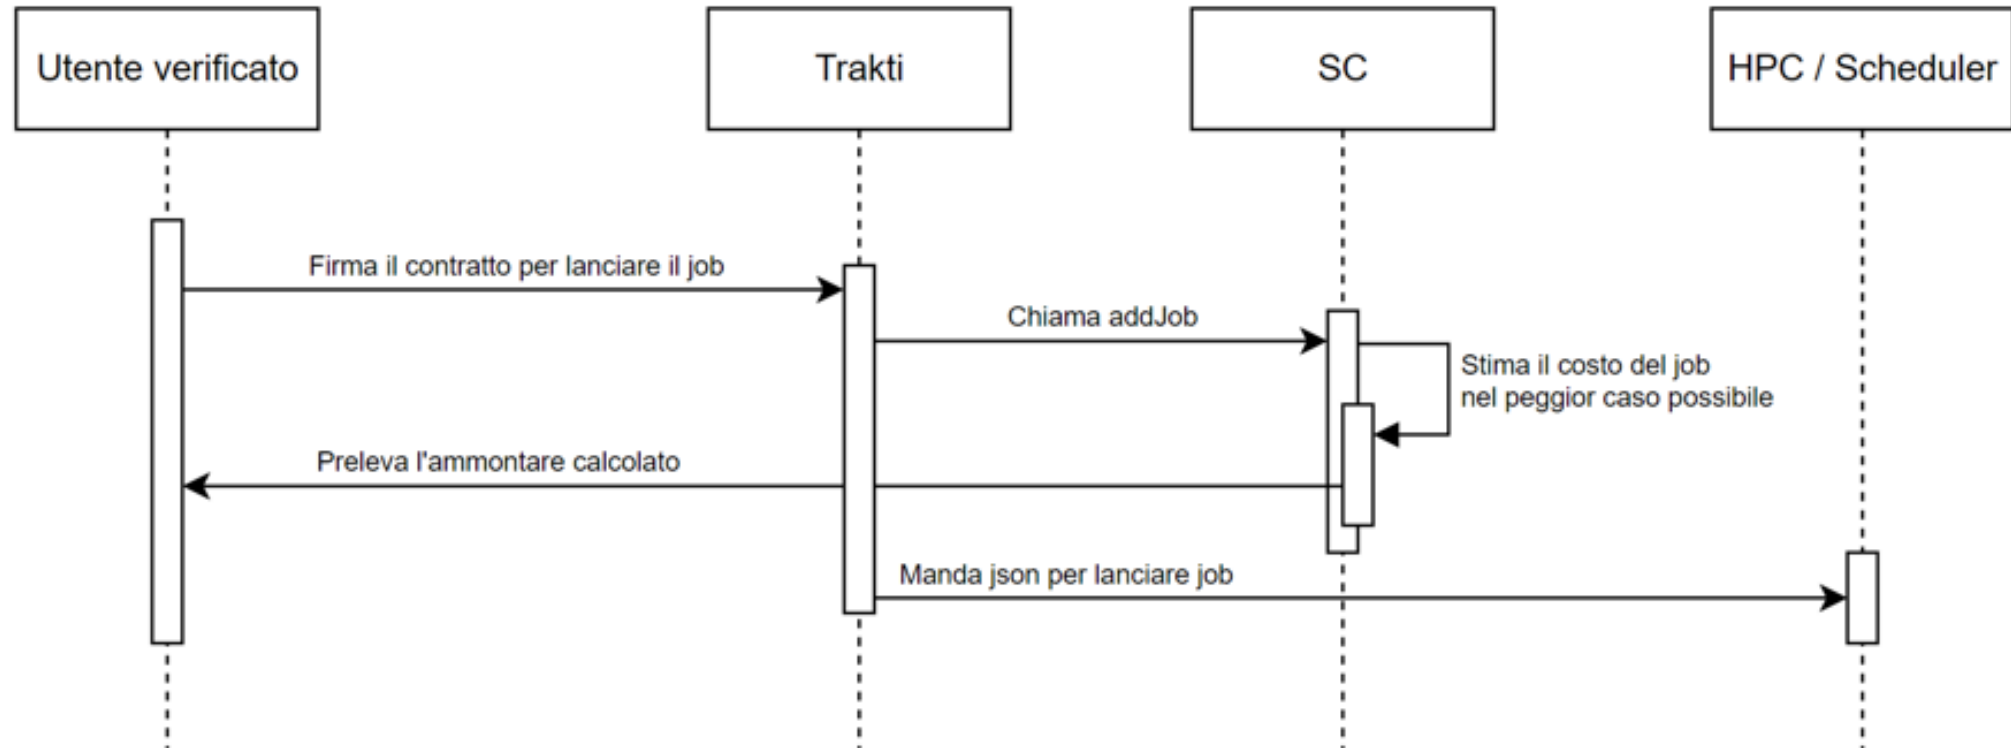 Utente verificato
Trakti
SC
HPC / Scheduler
Firma il contratto per lanciare il job
Chiama addJob
Stima il costo del job
nel peggior caso possibile
Preleva l'ammontare calcolato
Manda json per lanciare job